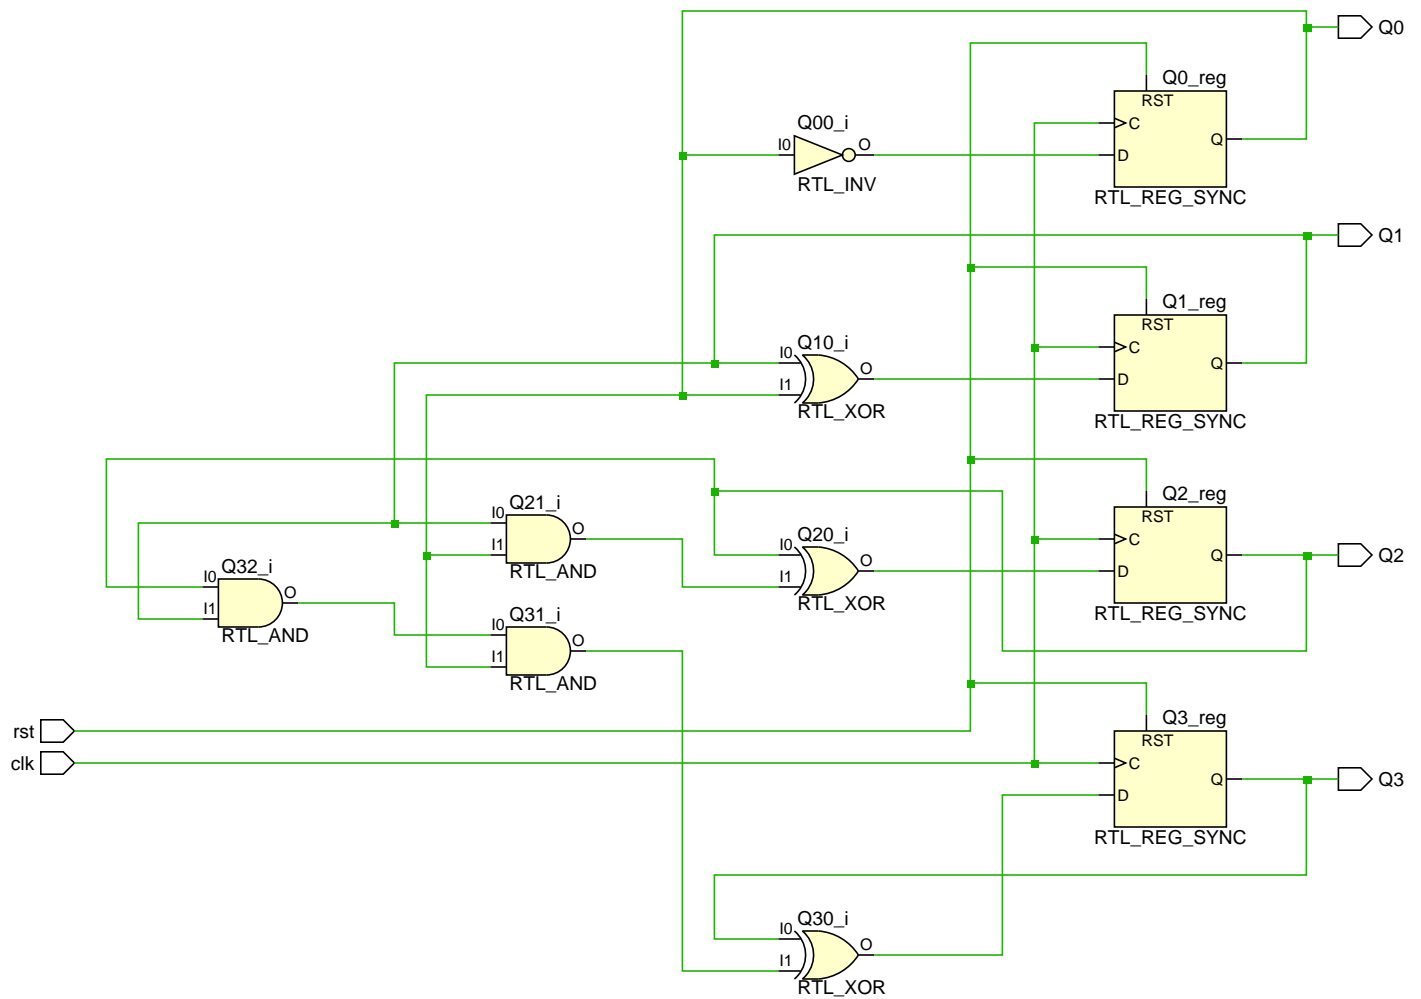 Q0
Q0_reg
RST
Q00_i
C
I0
O
Q
D
RTL_INV
RTL_REG_SYNC
Q1
Q1_reg
RST
Q10_i
C
I0
O
Q
D
I1
RTL_XOR
RTL_REG_SYNC
Q2_reg
Q21_i
RST
I0
O
Q20_i
C
I1
I0
O
Q
Q2
Q32_i
RTL_AND
D
I0
O
I1
RTL_XOR
RTL_REG_SYNC
I1
Q31_i
RTL_AND
I0
O
I1
RTL_AND
Q3_reg
rst
RST
clk
C
Q
Q3
D
RTL_REG_SYNC
Q30_i
I0
O
I1
RTL_XOR